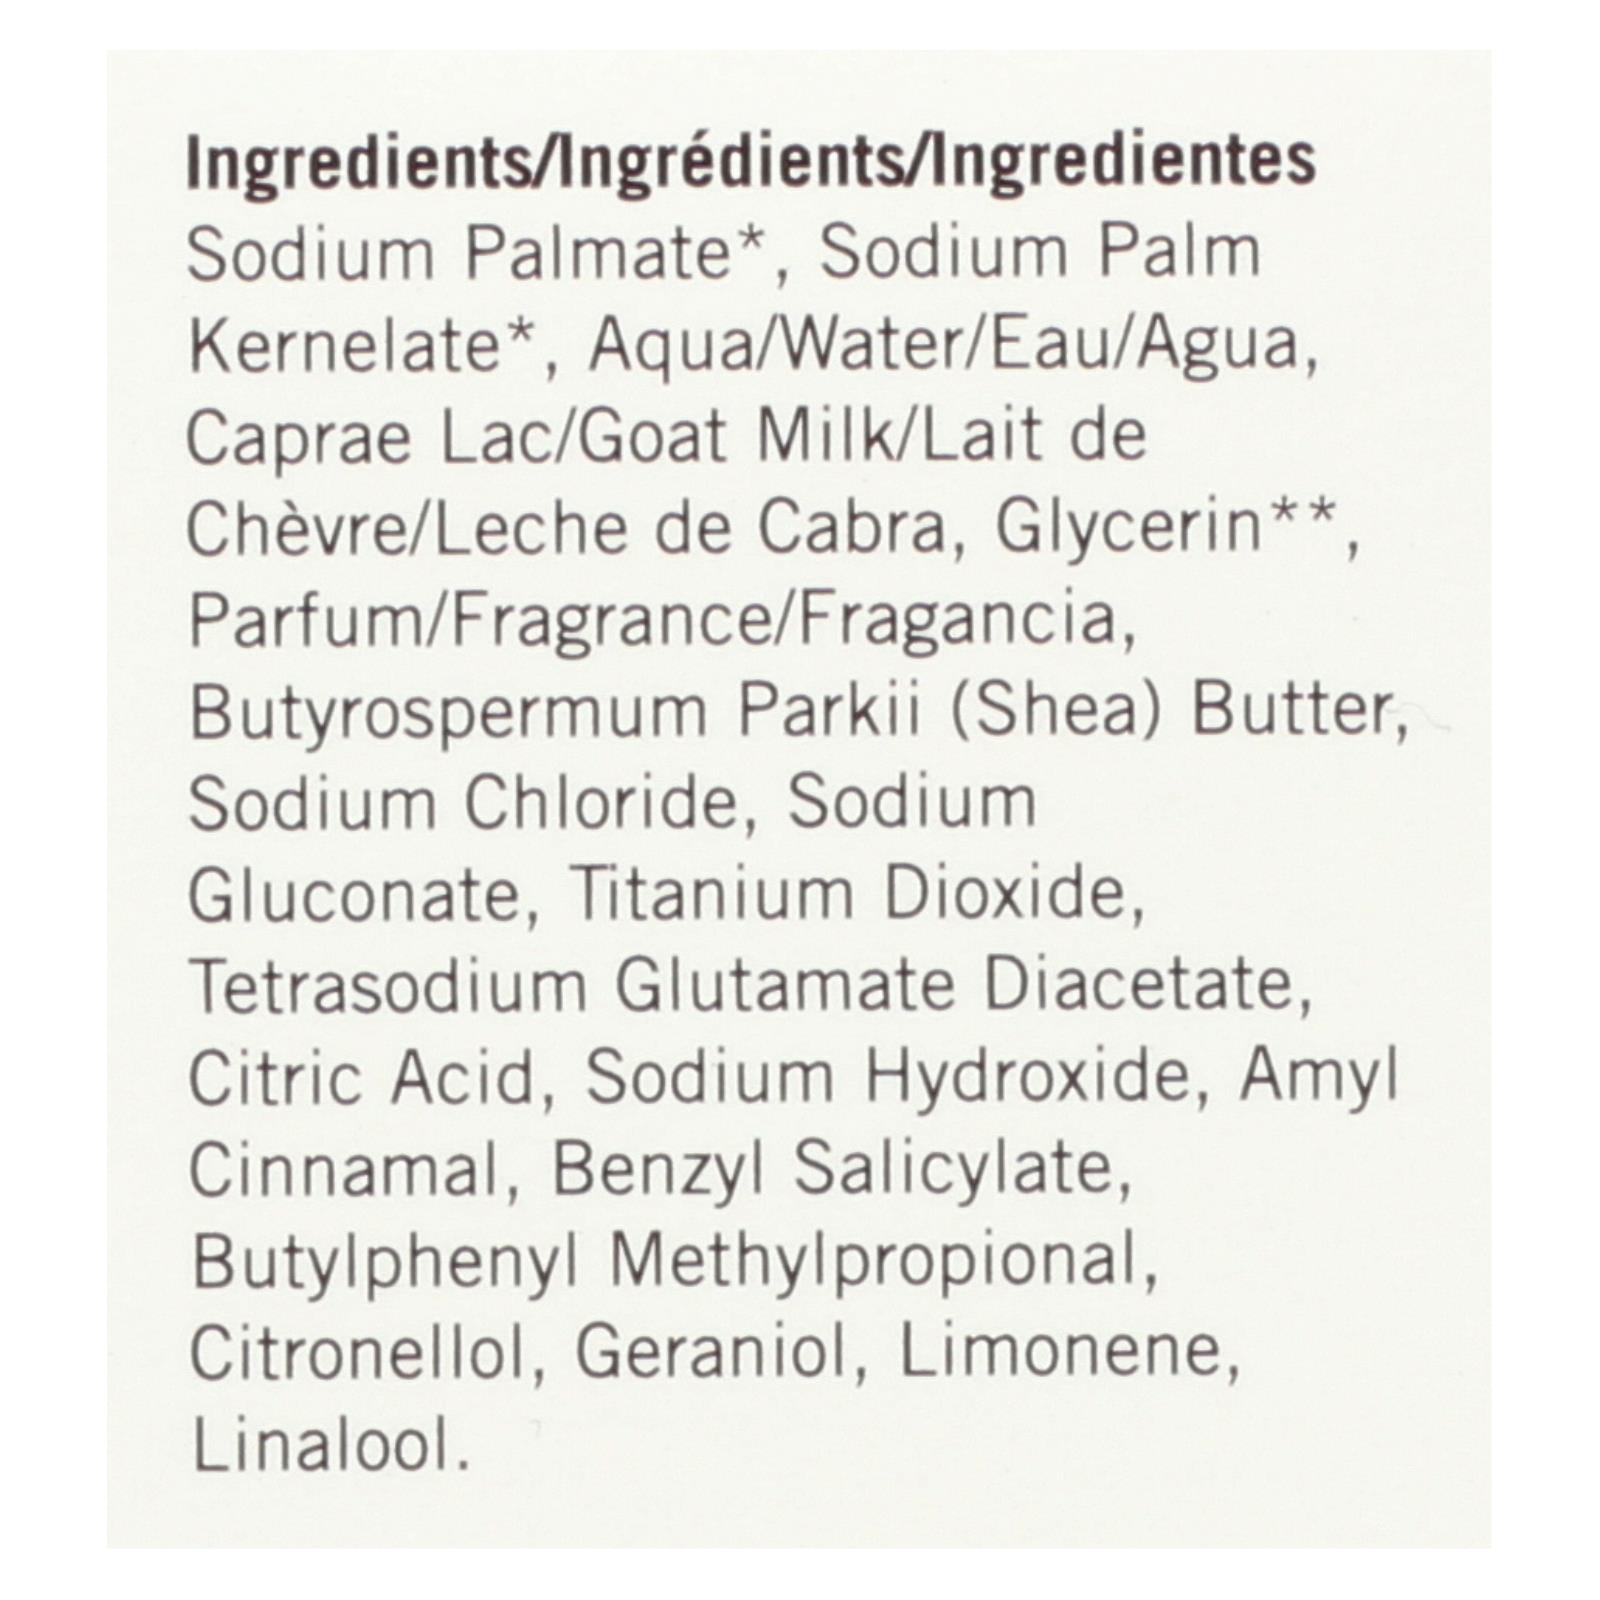 Ingredients/Ingrédients/Ingredientes
Sodium Palmate*, Sodium Palm
Kernelate*, Aqua/Water/Eau/Agua,
Caprae Lac/Goat Milk/Lait de
Chèvre/Leche de Cabra, Glycerin**,
Parfum/Fragrance/Fragancia,
Butyrospermum Parkii (Shea) Butter,
Sodium Chloride, Sodium
Gluconate, Titanium Dioxide,
Tetrasodium Glutamate Diacetate,
Citric Acid, Sodium Hydroxide, Amyl
Cinnamal, Benzyl Salicylate,
Butylphenyl Methylpropional,
Citronellol, Geraniol, Limonene,
Linalool.